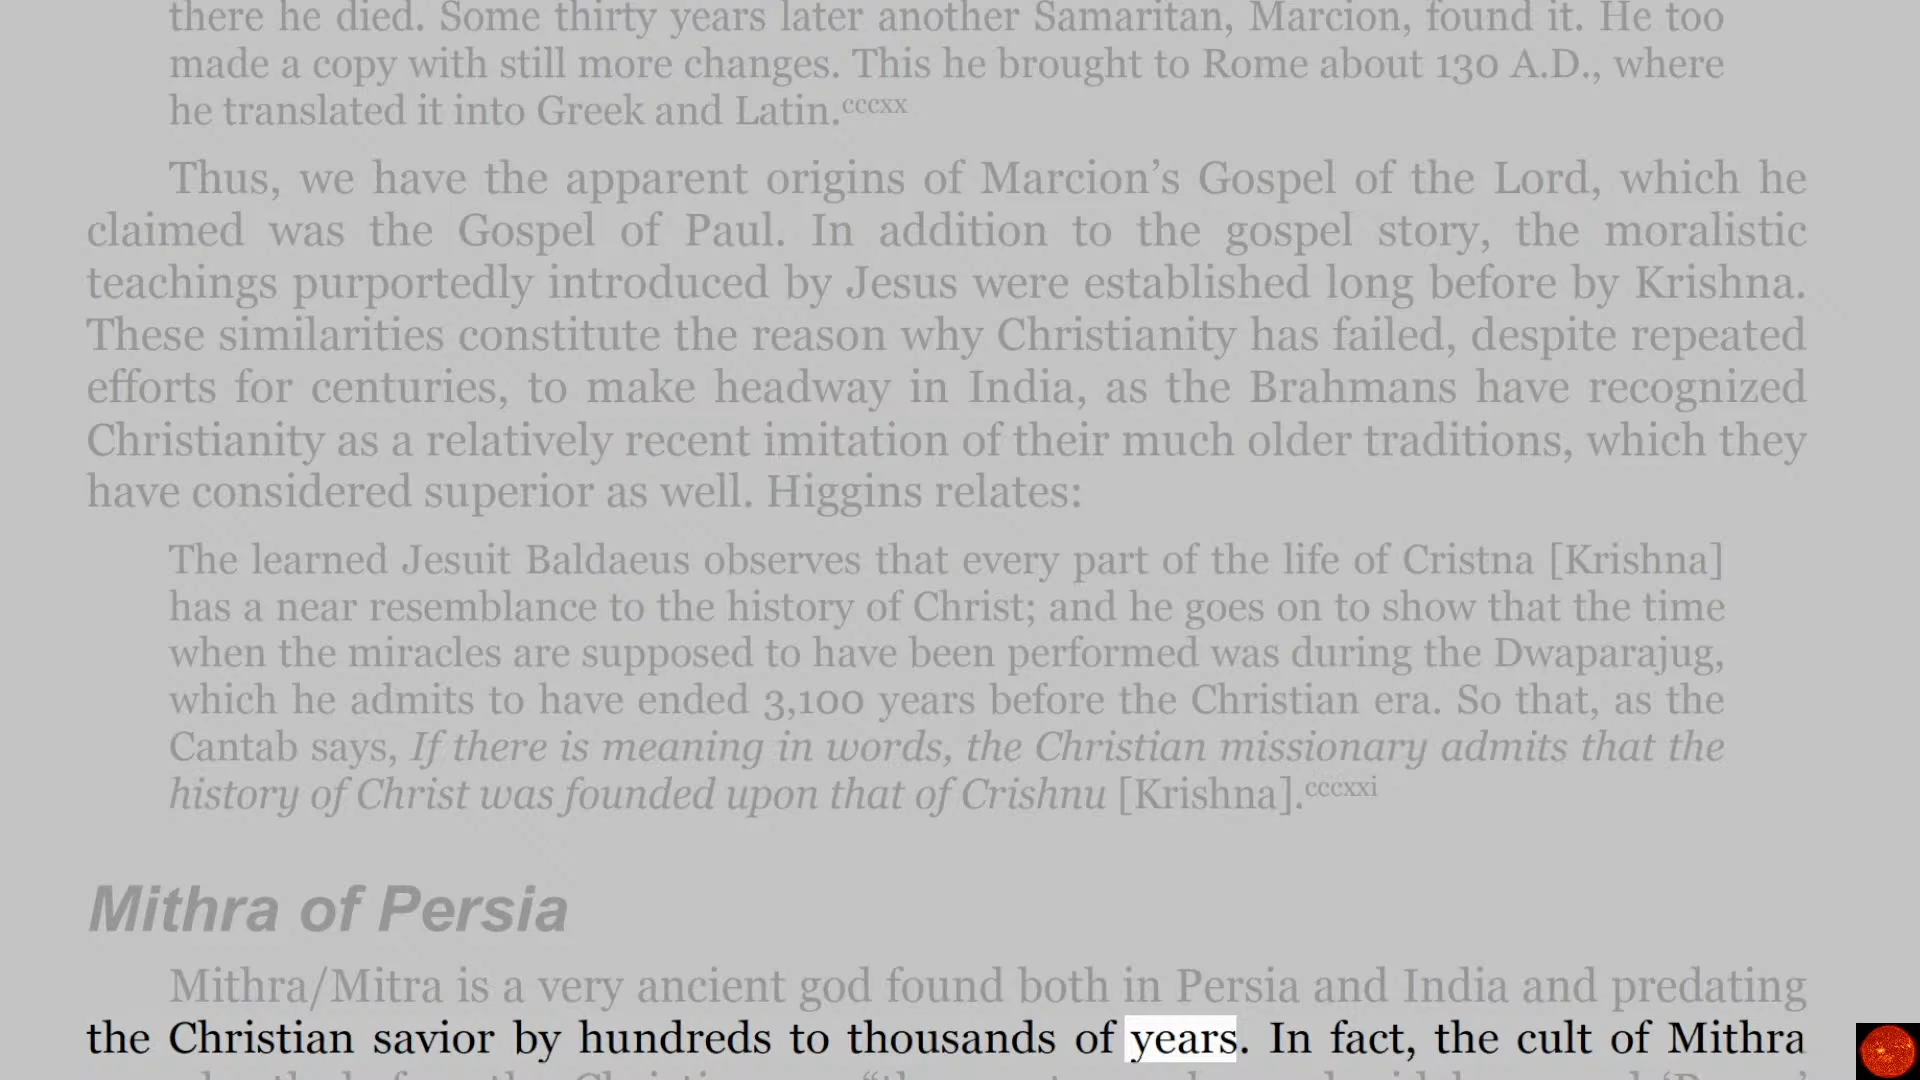 there he died. Some thirty years later another Samaritan, Marcion, found it. He too
made a copy with still more changes. This he brought to Rome about 130 A.D., where
he translated it into Greek and Latin.cccxx
Thus, we have the apparent origins of Marcion’s Gospel of the Lord, which he
claimed was the Gospel of Paul. In addition to the gospel story, the moralistic
teachings purportedly introduced by Jesus were established long before by Krishna.
These similarities constitute the reason why Christianity has failed, despite repeated
efforts for centuries, to make headway in India, as the Brahmans have recognized
Christianity as a relatively recent imitation of their much older traditions, which they
have considered superior as well. Higgins relates:
The learned Jesuit Baldaeus observes that every part of the life of Cristna [Krishna]
has a near resemblance to the history of Christ; and he goes on to show that the time
when the miracles are supposed to have been performed was during the Dwaparajug,
which he admits to have ended 3,100 years before the Christian era. So that, as the
Cantab says, If there is meaning in words, the Christian missionary admits that the
history of Christ was founded upon that of Crishnu [Krishna].cccxxi
Mithra of Persia
Mithra/Mitra is a very ancient god found both in Persia and India and predating
the Christian savior by hundreds to thousands of years. In fact, the cult of Mithra